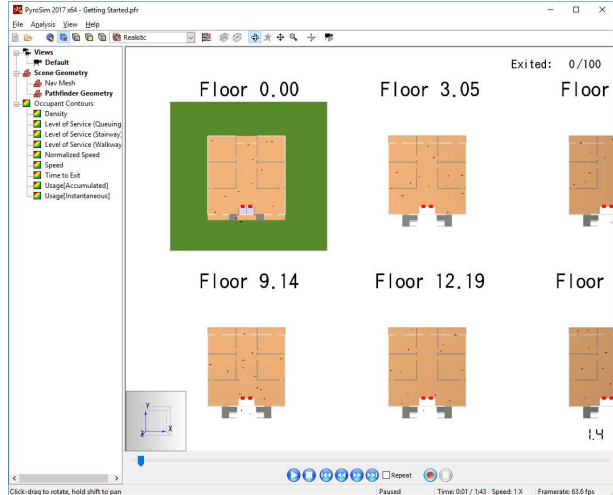 PyroSim 2017 x64 - Getting Started.pfr
File Analysis View Help
Realistic
Views
Default
Scene Geometry
Nav Mesh
Pathfinder Geometry
Occupant Contours
Density
Level of Service (Queuing
Level of Service (Stairway)
Level of Service (Walkway
Normalized Speed
Speed
Time to Exit
Usage[Accumulated]
Usage[Instantaneous]
Exited: 0/100
Floor 0.00
Floor 3.05
Floor
Floor 9.14
Floor 12.19
Floor
Y
X
Z
1.4
Repeat
Click-drag to rotate, hold shift to pan
Paused
Time: 0:01 / 1:43
Speed: 1 X
Framerate: 63.6 fps